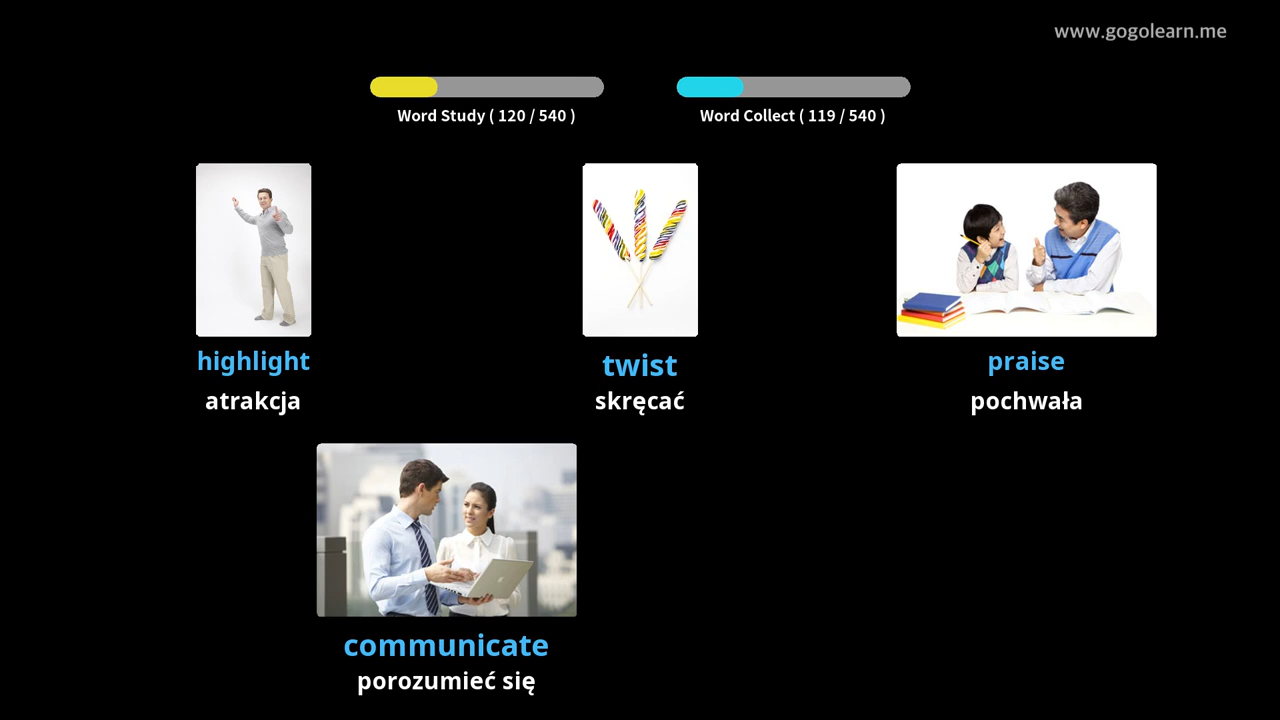 www.gogolearn.me
Word Study ( 120 / 540 )
Word Collect ( 119 / 540 )
highlight
atrakcja
twist
skręcać
praise
pochwała
communicate
porozumieć się